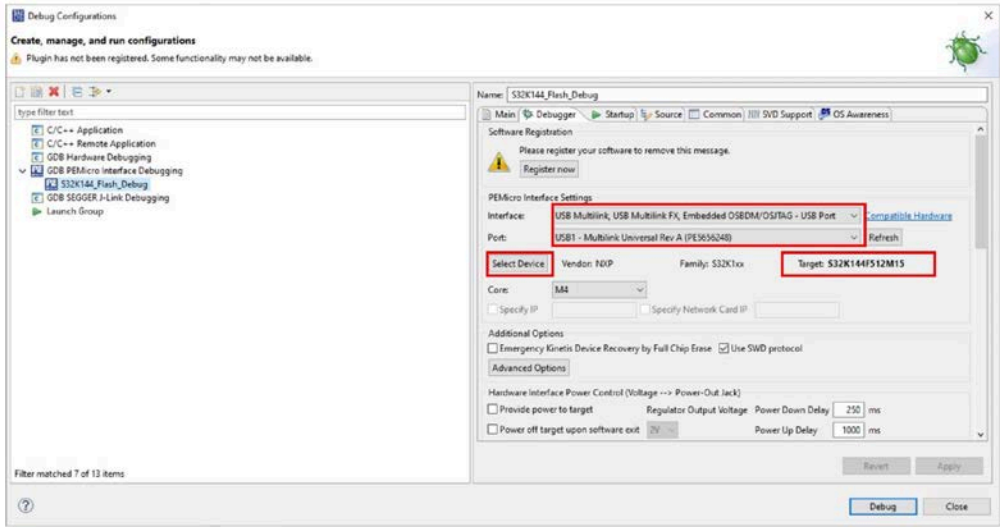 Debug Configurations
Create, manage, and run configurations
Plugin has not been registered. Some functionality may not be available.
type filter text
C/C++ Application
C/C++ Remote Application
GDB Hardware Debugging
GDB PEMicro Interface Debugging
S32K144_Flash_Debug
GDB SEGGER J-Link Debugging
Launch Group
Filter matched 7 of 13 items
Name: S32K144_Flash_Debug
Main Debugger Startup Source Common SVD Support OS Awareness
Software Registration
Please register your software to remove this message.
Register now
PEMicro Interface Settings
Interface: USB Multilink, USB Multilink FX, Embedded OSBDM/OSJTAG - USB Port Compatible Hardware
Port: USB1 - Multilink Universal Rev A (PE5656248) Refresh
Select Device Vendor: NXP Family: S32K1xx Target: S32K144F512M15
Core: M4
Specify IP Specify Network Card IP
Additional Options
Emergency Kinetis Device Recovery by Full Chip Erase Use SWD protocol
Advanced Options
Hardware Interface Power Control (Voltage --> Power-Out Jack)
Provide power to target Regulator Output Voltage Power Down Delay 250 ms
Power off target upon software exit 2V Power Up Delay 1000 ms
Revert Apply
Debug Close